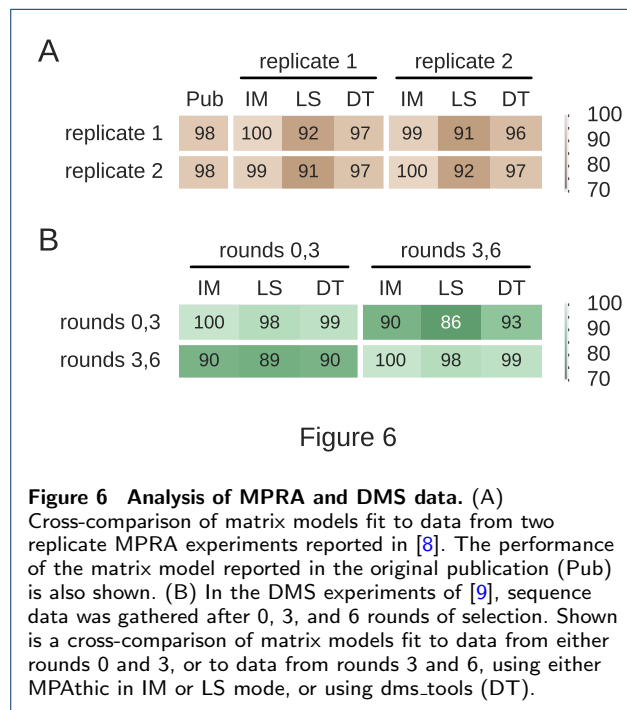 A
replicate 1 replicate 2
Pub IM LS DT IM LS DT
replicate 1 98 100 92 97 99 91 96
replicate 2 98 99 91 97 100 92 97
100
90
80
70
B
rounds 0,3 rounds 3,6
IM LS DT IM LS DT
rounds 0,3 100 98 99 90 86 93
rounds 3,6 90 89 90 100 98 99
100
90
80
70
Figure 6
Figure 6 Analysis of MPRA and DMS data. (A)
Cross-comparison of matrix models fit to data from two
replicate MPRA experiments reported in [8]. The performance
of the matrix model reported in the original publication (Pub)
is also shown. (B) In the DMS experiments of [9], sequence
data was gathered after 0, 3, and 6 rounds of selection. Shown
is a cross-comparison of matrix models fit to data from either
rounds 0 and 3, or to data from rounds 3 and 6, using either
MPAthic in IM or LS mode, or using dms_tools (DT).